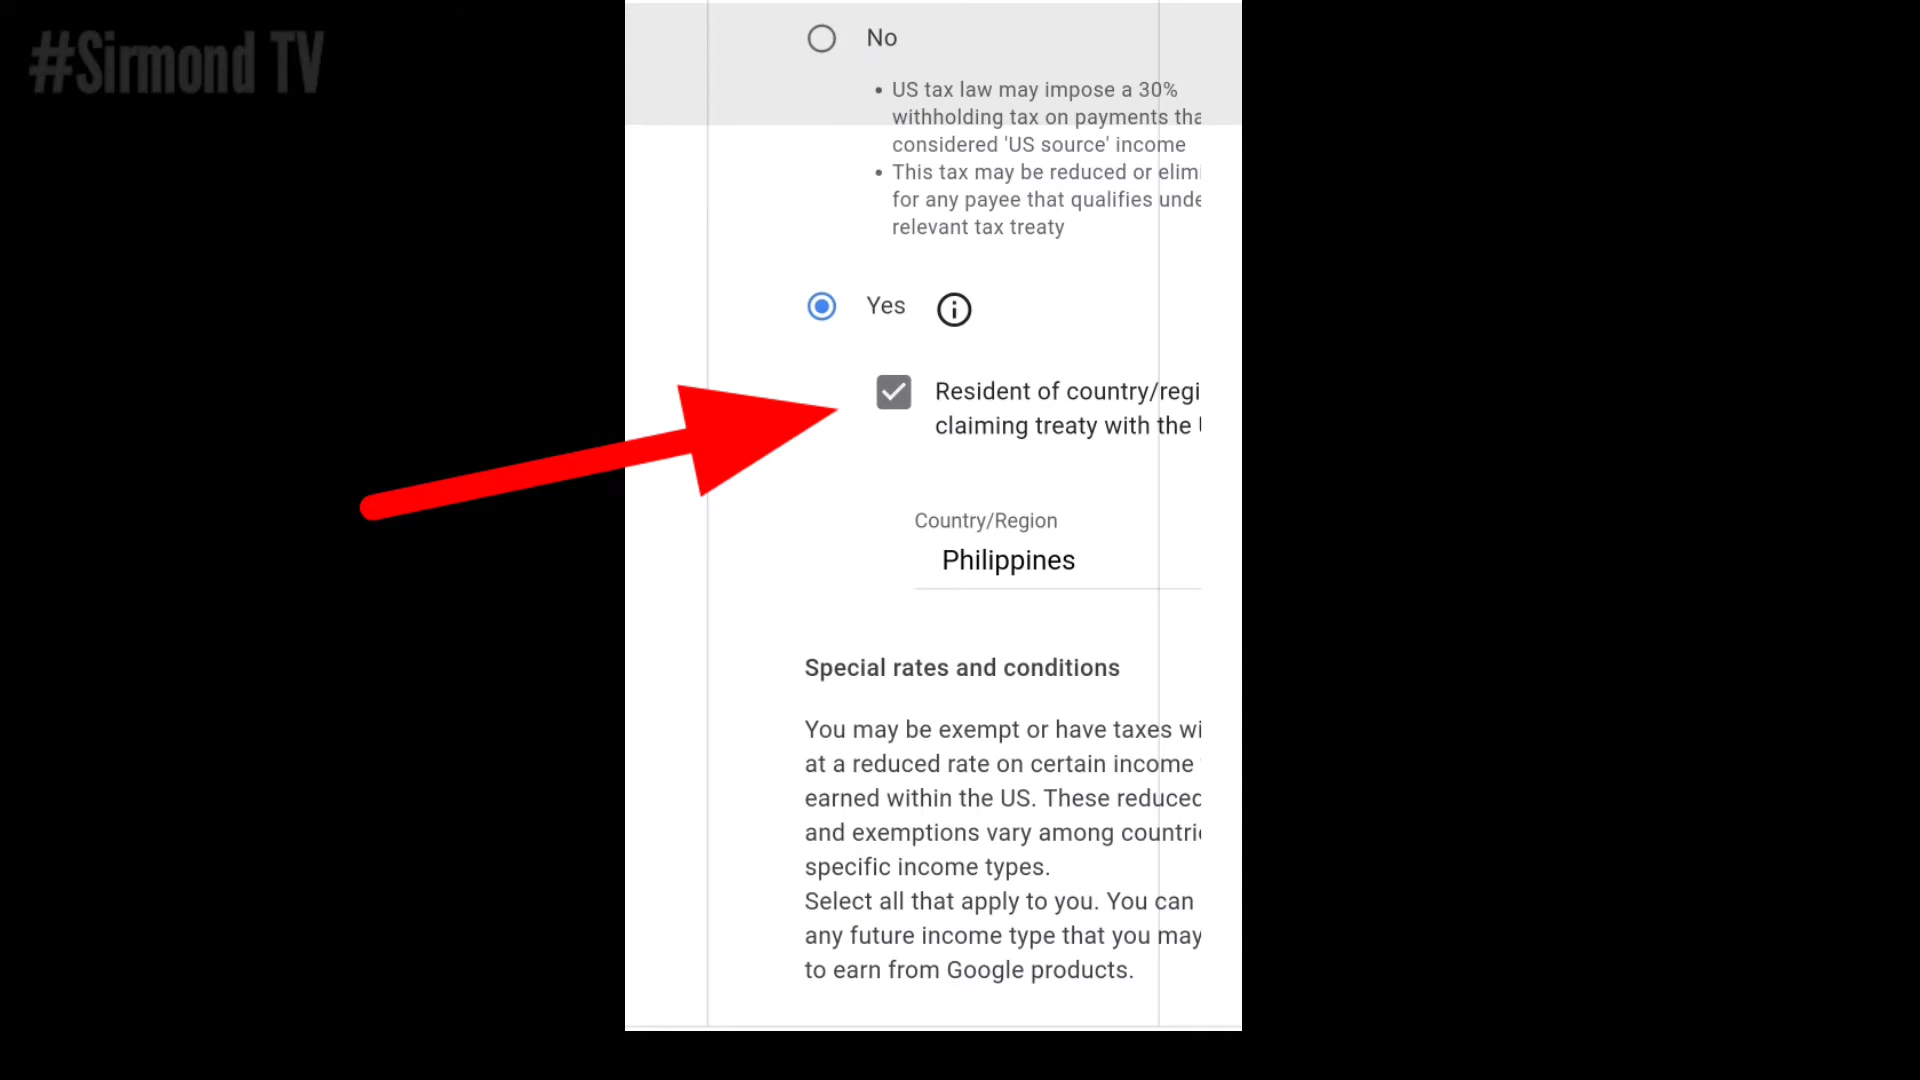 #Sirmond TV
No
• US tax law may impose a 30%
withholding tax on payments tha
considered 'US source' income
• This tax may be reduced or elimi
for any payee that qualifies unde
relevant tax treaty
Yes
Resident of country/regi
claiming treaty with the
Country/Region
Philippines
Special rates and conditions
You may be exempt or have taxes wi
at a reduced rate on certain income
earned within the US. These reduced
and exemptions vary among countri
specific income types.
Select all that apply to you. You can
any future income type that you may
to earn from Google products.